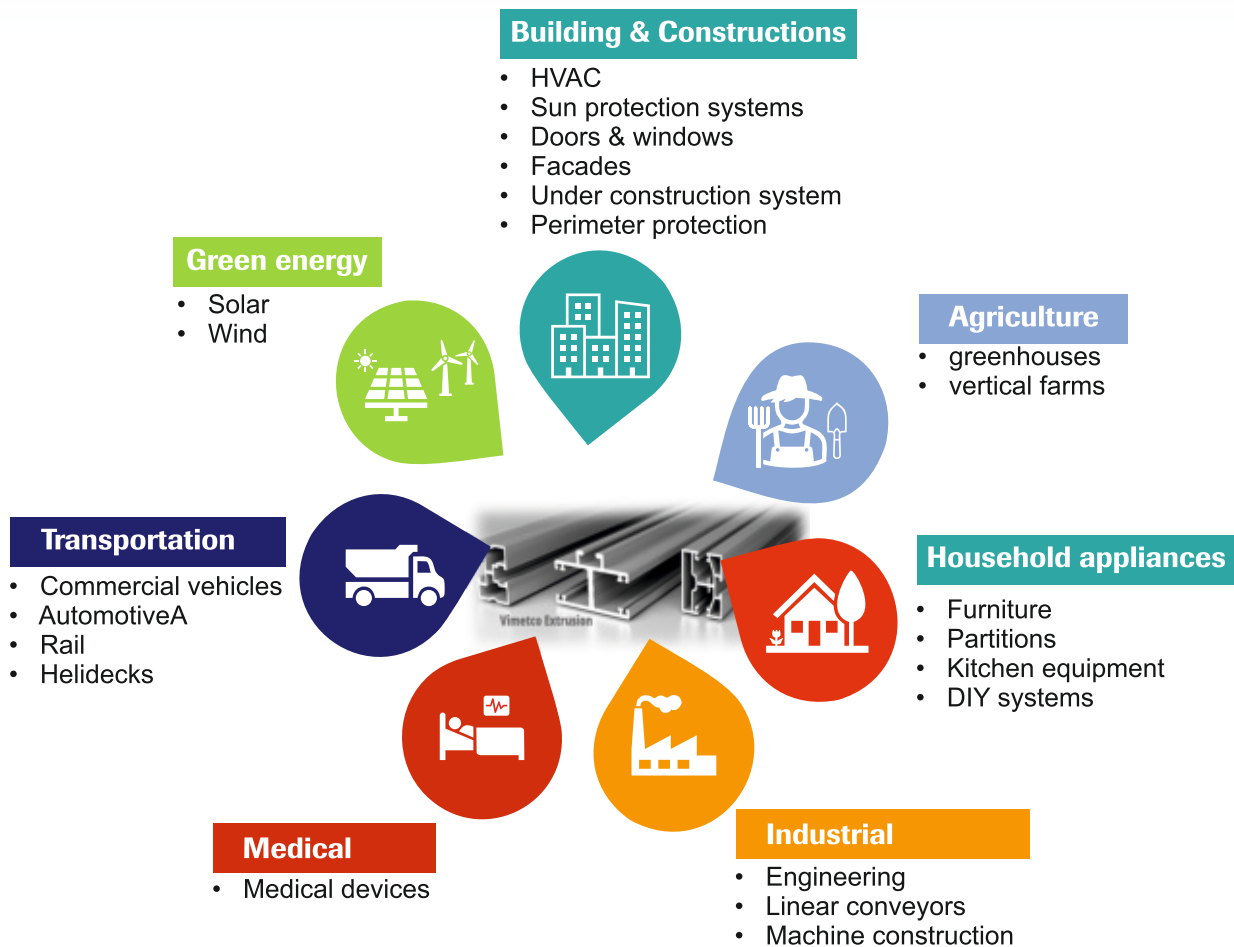 Building & Constructions
• HVAC
• Sun protection systems
• Doors & windows
• Facades
• Under construction system
• Perimeter protection
Green energy
• Solar
• Wind
Agriculture
• greenhouses
• vertical farms
Transportation
• Commercial vehicles
• AutomotiveA
• Rail
• Helidecks
Vimetco Extrusion
Household appliances
• Furniture
• Partitions
• Kitchen equipment
• DIY systems
Medical
• Medical devices
Industrial
• Engineering
• Linear conveyors
• Machine construction